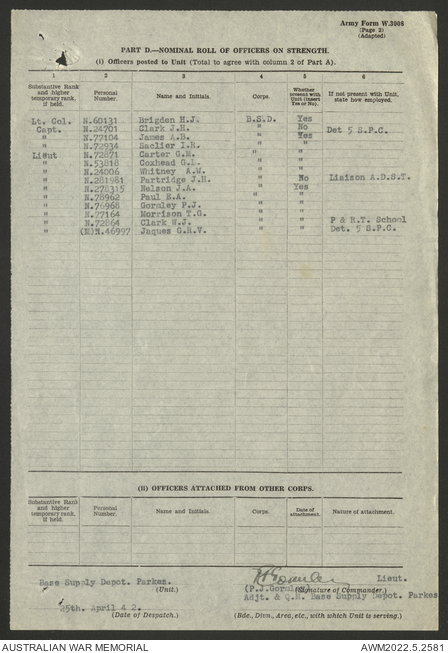 Army Form W.3008
(Page 2)
(Adapted)
PART D.—NOMINAL ROLL OF OFFICERS ON STRENGTH.
(i) Officers posted to Unit (Total to agree with column 2 of Part A).
1 2 3 4 5 6
Substantive Rank and higher temporary rank, if held. Personal Number. Name and Initials. Corps. Whether present with Unit (Insert Yes or No). If not present with Unit, state how employed.
Lt. Col. N.60131 Brigden H.J. B.S.D. Yes
Capt. N.24701 Clark J.H. " No Det 5 S.P.C.
" N.77104 James A.B. " Yes
" N.72934 Saclier I.R. " "
Lieut N.72871 Carter G.M. " "
" N.53818 Coxhead G.L. " "
" N.24006 Whitney A.W. " "
" N.281981 Partridge J.H. " No Liaison A.D.S.T.
" N.278315 Nelson J.A. " Yes
" N.78962 Paul E.A. " "
" N.76968 Gormley P.J. " "
" N.77164 Morrison T.G. " "
" N.72864 Clark W.J. " " P & R.T. School
" (N)N.46997 Jaques G.R.V. " " Det. 5 S.P.C.
(ii) OFFICERS ATTACHED FROM OTHER CORPS.
Substantive Rank and higher temporary rank, if held. Personal Number. Name and Initials. Corps. Date of attachment. Nature of attachment.
Base Supply Depot. Parkes. Lieut.
(Unit.) (P.J.Gormley) (Signature of Commander.)
Adjt. & Q.M. Base Supply Depot. Parkes
25th. April 4 2.
(Date of Despatch.) (Bde., Divn., Area, etc., with which Unit is serving.)
AUSTRALIAN WAR MEMORIAL AWM2022.5.2581